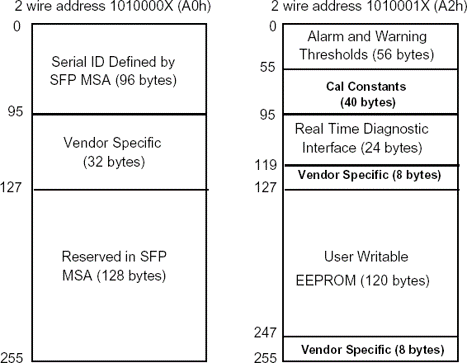 2 wire address 1010000X (A0h)
0
Serial ID Defined by
SFP MSA (96 bytes)
95
Vendor Specific
(32 bytes)
127
Reserved in SFP
MSA (128 bytes)
255
2 wire address 1010001X (A2h)
0
Alarm and Warning
Thresholds (56 bytes)
55
Cal Constants
(40 bytes)
95
Real Time Diagnostic
Interface (24 bytes)
119
Vendor Specific (8 bytes)
127
User Writable
EEPROM (120 bytes)
247
Vendor Specific (8 bytes)
255